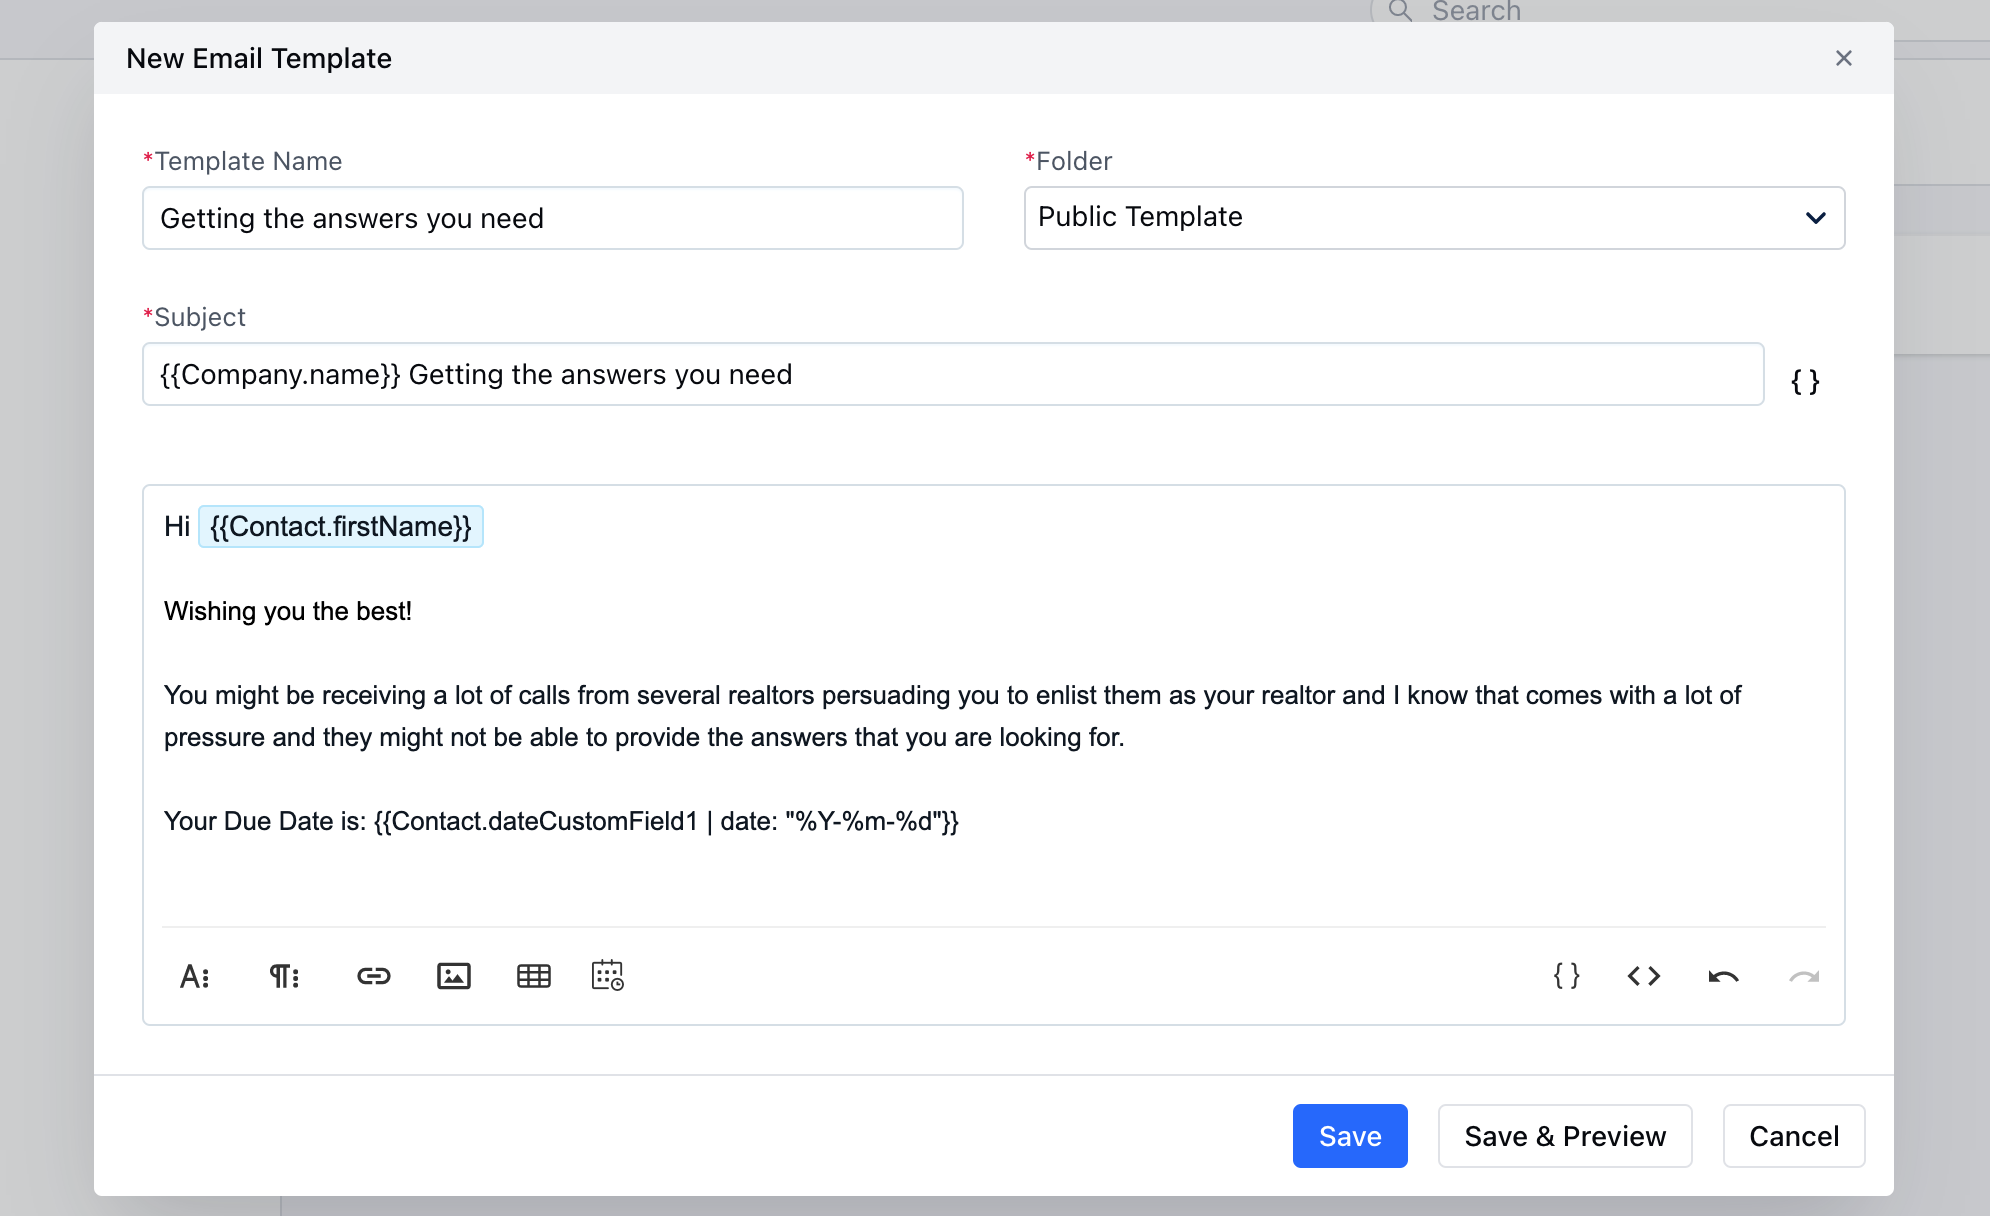 Search
New Email Template
*Template Name
*Folder
Getting the answers you need
Public Template
*Subject
{{Company.name}} Getting the answers you need
{ }
Hi {{Contact.firstName}}
Wishing you the best!
You might be receiving a lot of calls from several realtors persuading you to enlist them as your realtor and I know that comes with a lot of
pressure and they might not be able to provide the answers that you are looking for.
Your Due Date is: {{Contact.dateCustomField1 | date: "%Y-%m-%d"}}
Save
Save & Preview
Cancel